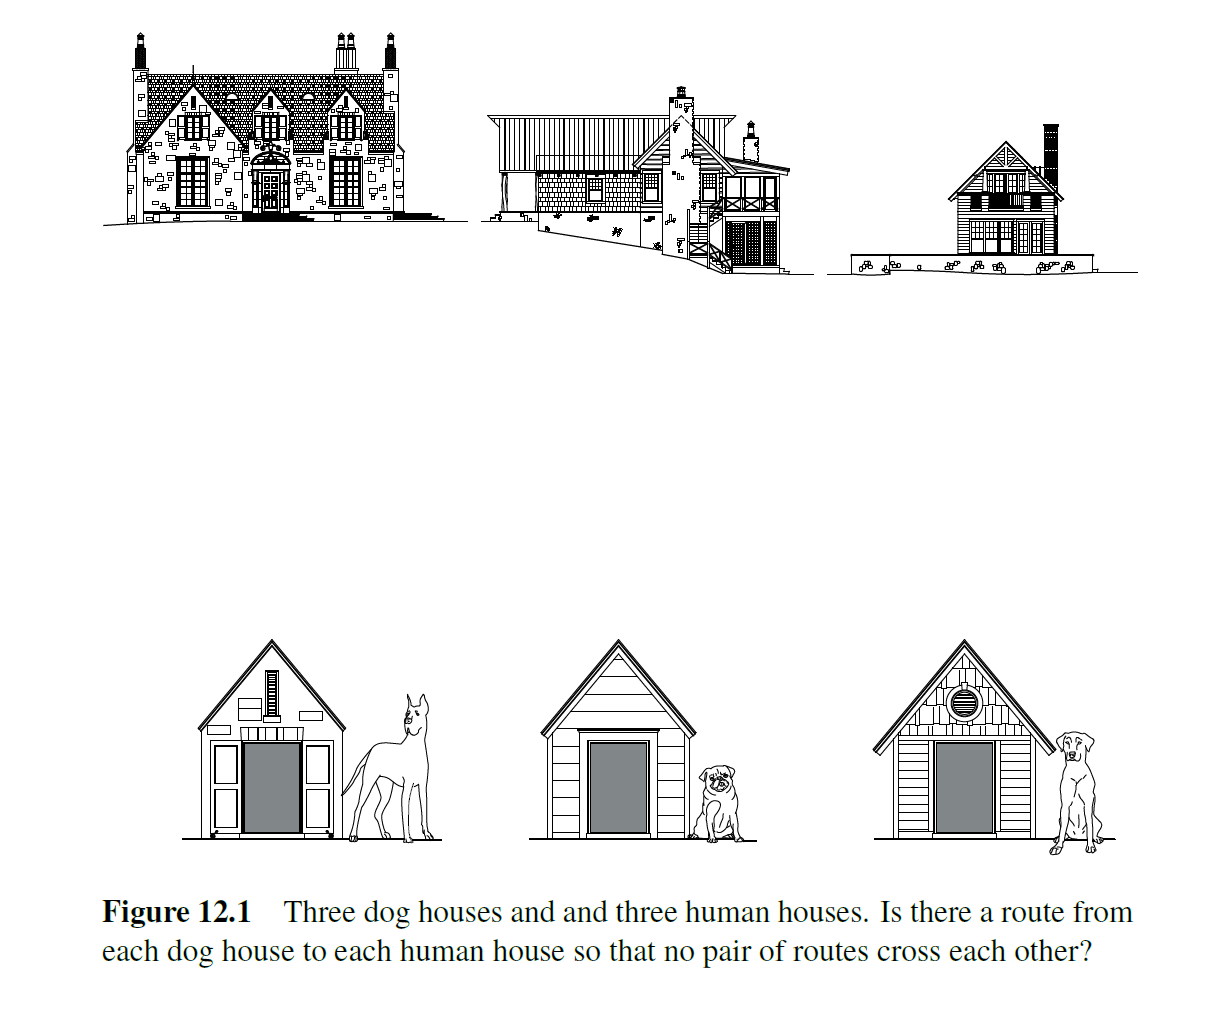 Figure 12.1 Three dog houses and and three human houses. Is there a route from
each dog house to each human house so that no pair of routes cross each other?